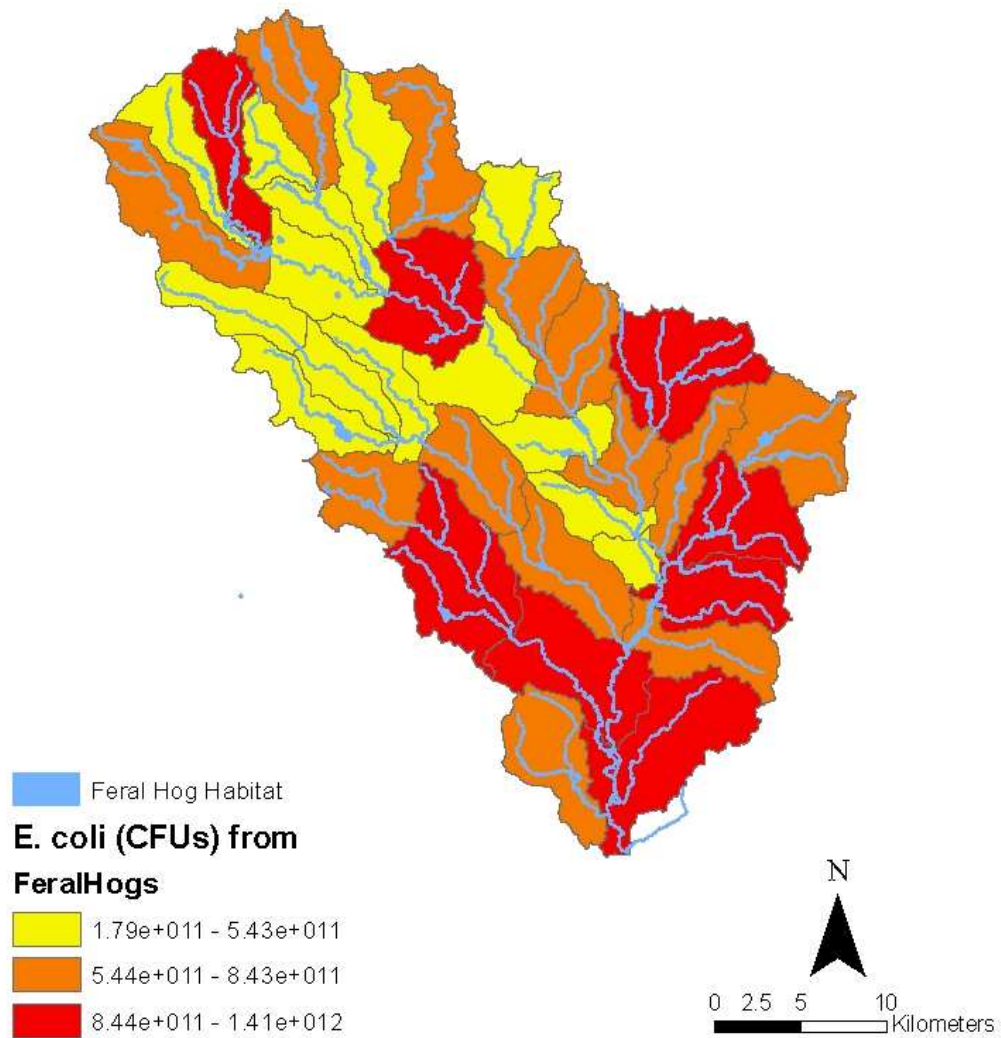 Feral Hog Habitat
E. coli (CFUs) from
FeralHogs
1.79e+011 - 5.43e+011
5.44e+011 - 8.43e+011
8.44e+011 - 1.41e+012
N
0 2.5 5 10
Kilometers